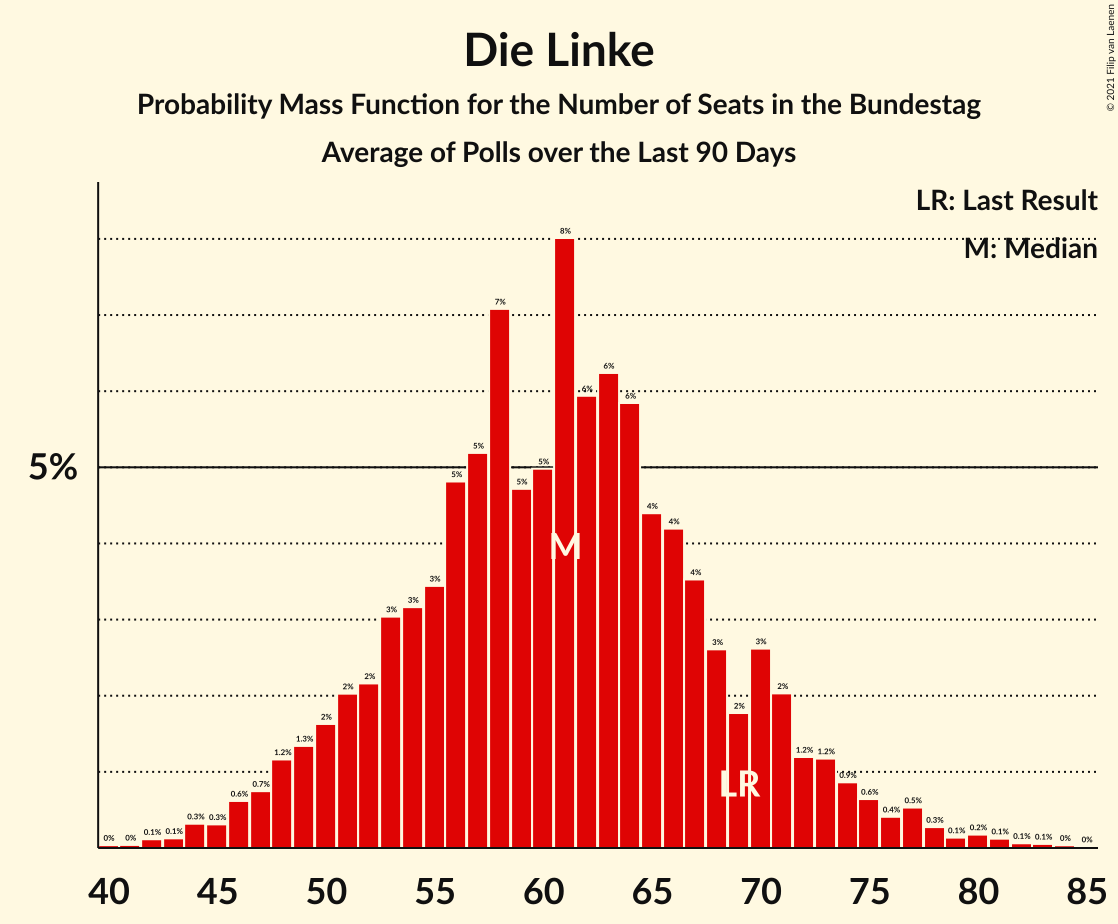 Die Linke
Probability Mass Function for the Number of Seats in the Bundestag
Average of Polls over the Last 90 Days
© 2021 Filip van Laenen
LR: Last Result
M: Median
5%
0% 0% 0.1% 0.1% 0.3% 0.3% 0.6% 0.7% 1.2% 1.3% 2% 2% 2% 3% 3% 3% 5% 5% 7% 5% 5% 8% 6% 6% 6% 4% 4% 4% 3% 2% 3% 2% 1.2% 1.2% 0.9% 0.6% 0.4% 0.5% 0.3% 0.1% 0.2% 0.1% 0.1% 0.1% 0% 0%
M
LR
40 45 50 55 60 65 70 75 80 85